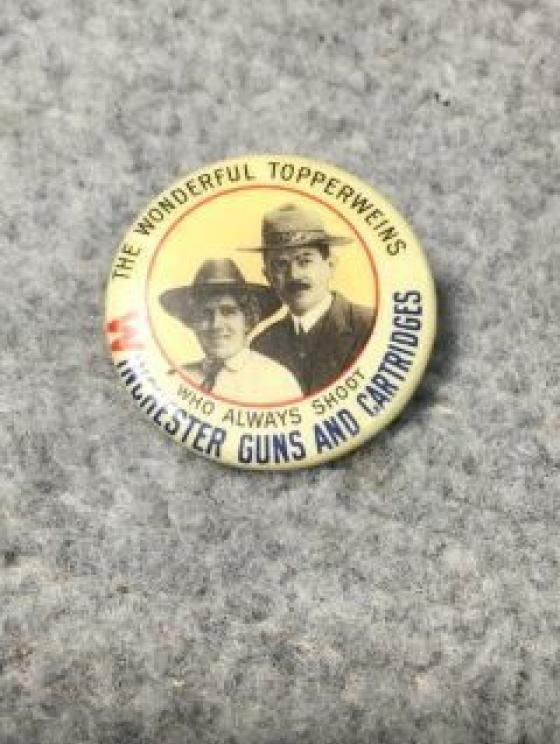 THE WONDERFUL TOPPERWEINS
WHO ALWAYS SHOOT
WINCHESTER GUNS AND CARTRIDGES